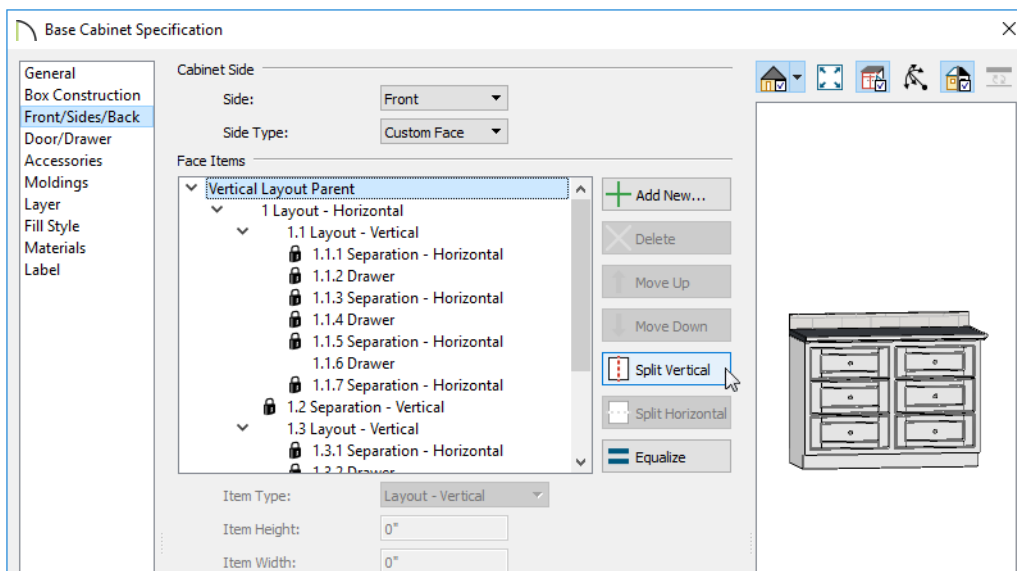 Base Cabinet Specification
General
Box Construction
Front/Sides/Back
Door/Drawer
Accessories
Moldings
Layer
Fill Style
Materials
Label
Cabinet Side
Side:
Front
Side Type:
Custom Face
Face Items
Vertical Layout Parent
1 Layout - Horizontal
1.1 Layout - Vertical
1.1.1 Separation - Horizontal
1.1.2 Drawer
1.1.3 Separation - Horizontal
1.1.4 Drawer
1.1.5 Separation - Horizontal
1.1.6 Drawer
1.1.7 Separation - Horizontal
1.2 Separation - Vertical
1.3 Layout - Vertical
1.3.1 Separation - Horizontal
1.3.2 Drawer
Add New...
Delete
Move Up
Move Down
Split Vertical
Split Horizontal
Equalize
Item Type:
Layout - Vertical
Item Height:
0"
Item Width:
0"